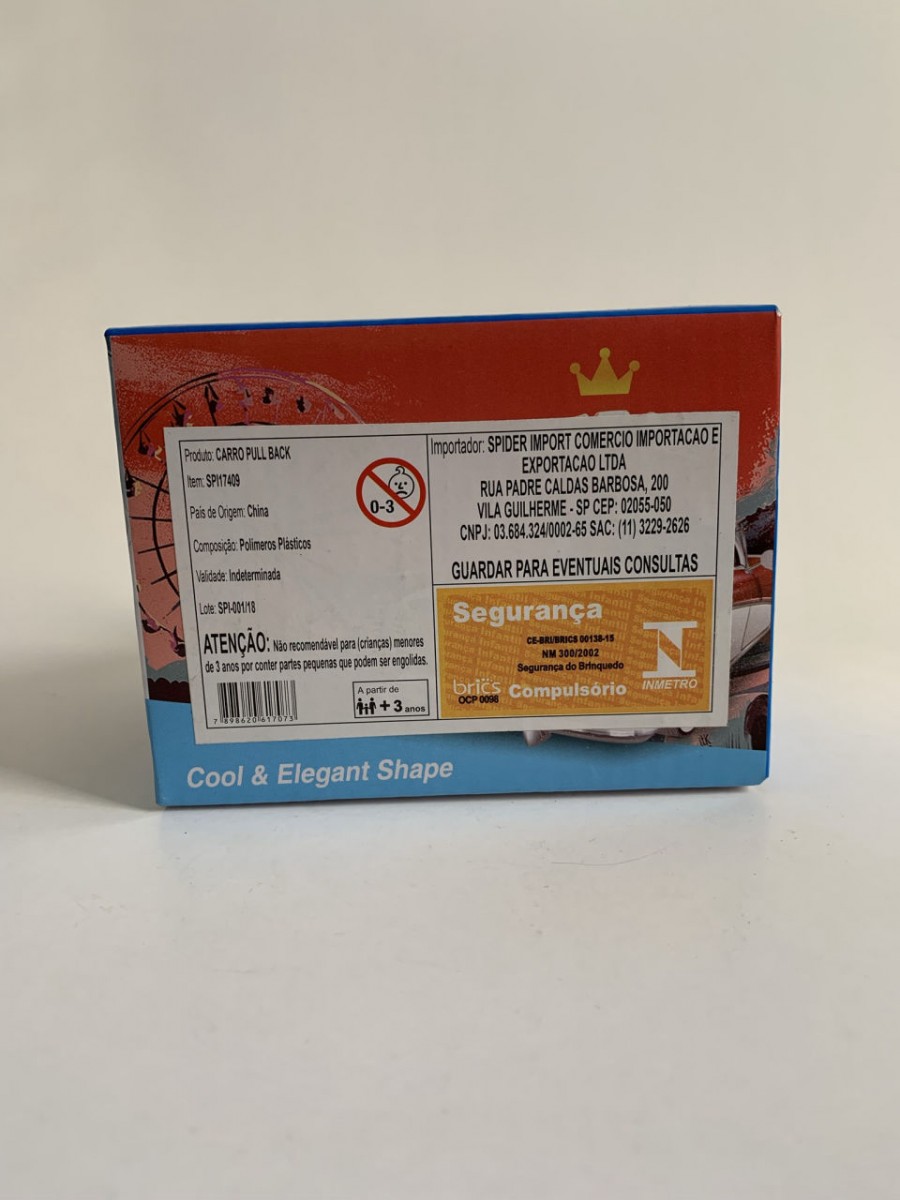 Produto: CARRO PULL BACK
Item: SPI17409
País de Origem: China
Composição: Polímeros Plásticos
Validade: Indeterminada
Lote: SPI-001/18
0-3
ATENÇÃO: Não recomendável para (crianças) menores
de 3 anos por conter partes pequenas que podem ser engolidas.
7 898620 617073
A partir de
+ 3 anos
Importador: SPIDER IMPORT COMERCIO IMPORTACAO E
EXPORTACAO LTDA
RUA PADRE CALDAS BARBOSA, 200
VILA GUILHERME - SP CEP: 02055-050
CNPJ: 03.684.324/0002-65 SAC: (11) 3229-2626
GUARDAR PARA EVENTUAIS CONSULTAS
Segurança
CE-BRI/BRICS 00138-15
NM 300/2002
Segurança do Brinquedo
brics Compulsório
OCP 0098
INMETRO
Cool & Elegant Shape